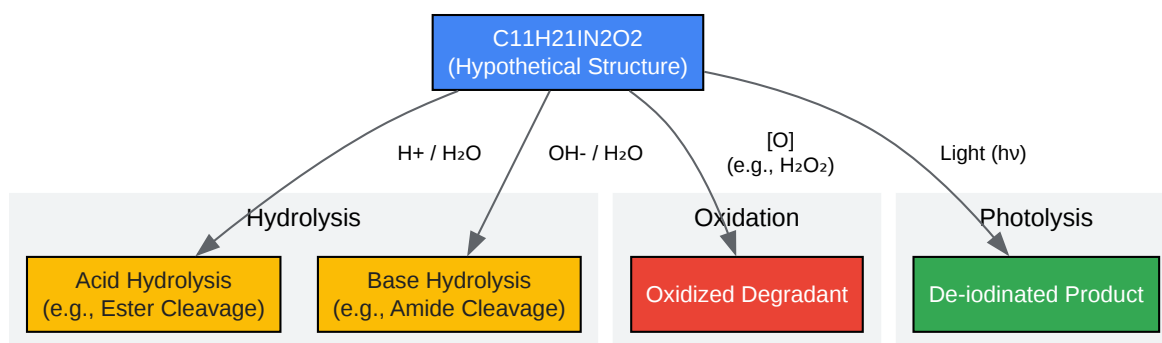 C11H21IN2O2
(Hypothetical Structure)
H+ / H₂O
OH- / H₂O
[O]
(e.g., H₂O₂)
Light (hν)
Hydrolysis
Oxidation
Photolysis
Acid Hydrolysis
(e.g., Ester Cleavage)
Base Hydrolysis
(e.g., Amide Cleavage)
Oxidized Degradant
De-iodinated Product